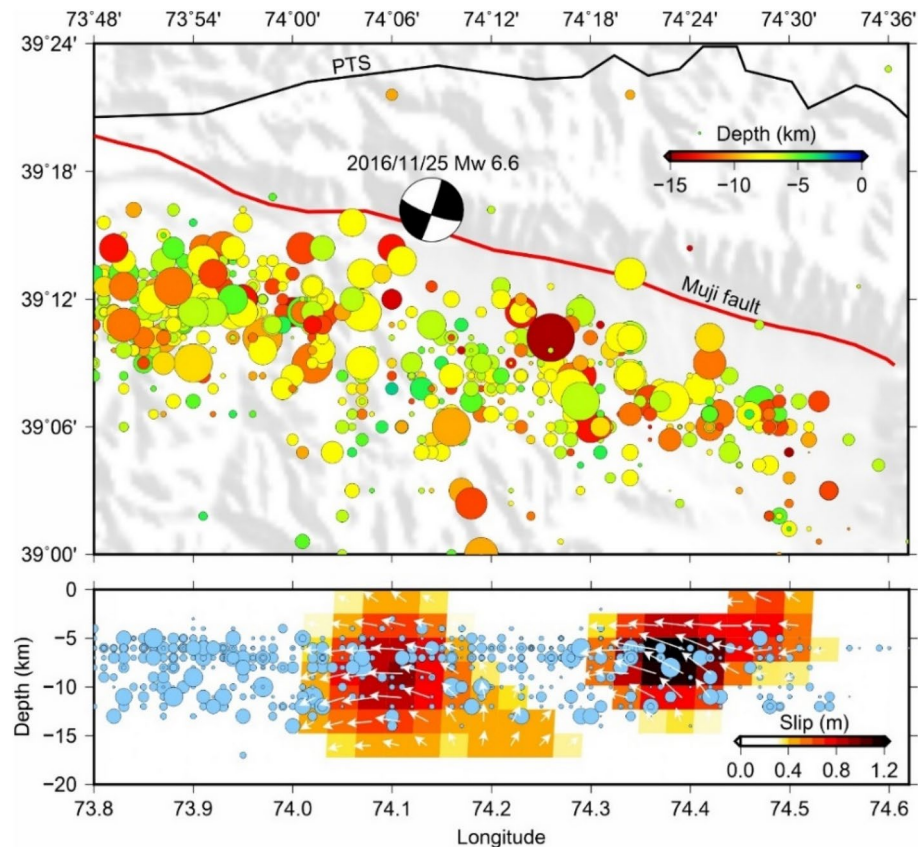 73°48' 73°54' 74°00' 74°06' 74°12' 74°18' 74°24' 74°30' 74°36'
39°24'
PTS
Depth (km)
−15 −10 −5 0
39°18'
2016/11/25 Mw 6.6
Muji fault
39°12'
39°06'
39°00'
0
−5
−10
−15
−20
Depth (km)
Slip (m)
0.0 0.4 0.8 1.2
73.8 73.9 74.0 74.1 74.2 74.3 74.4 74.5 74.6
Longitude